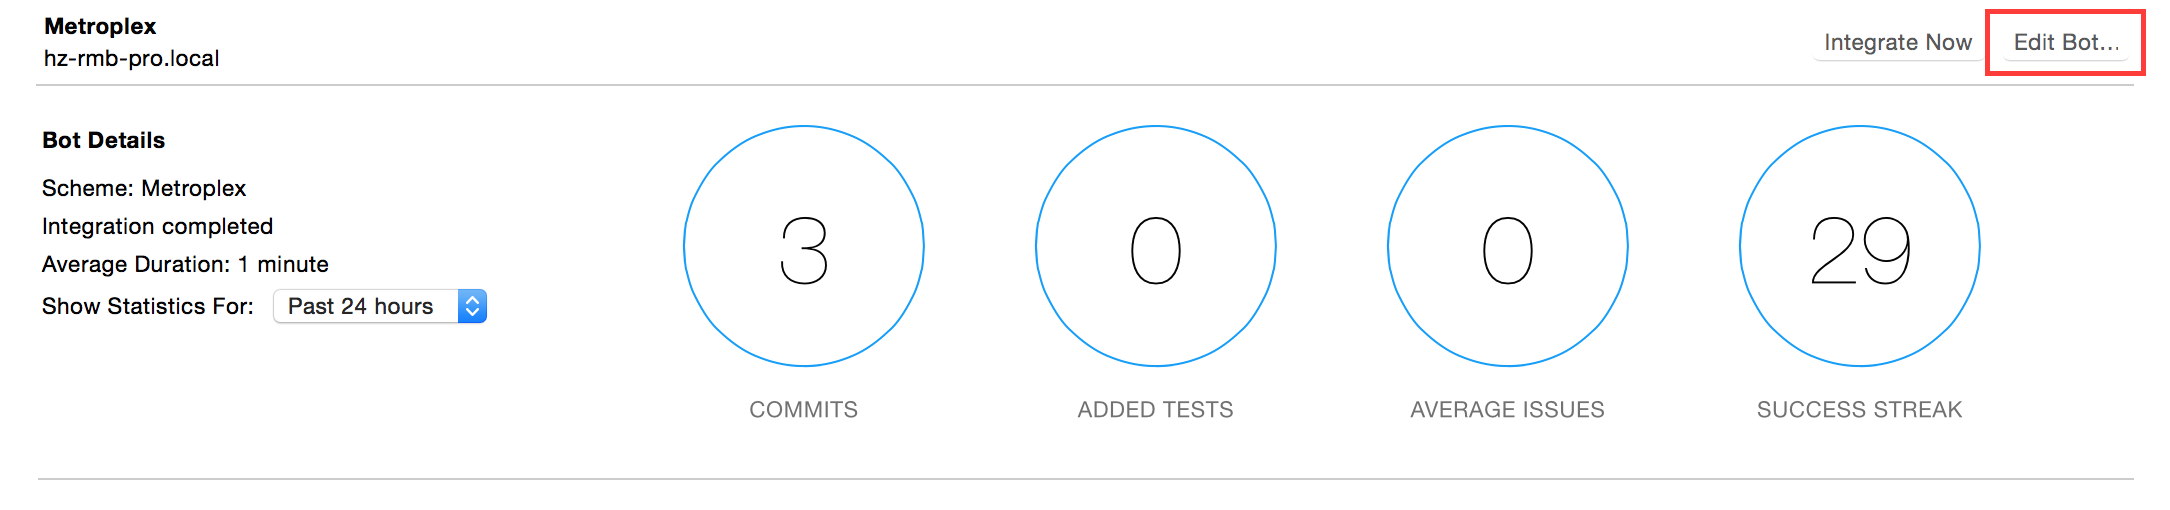 Metroplex
hz-rmb-pro.local
Integrate Now
Edit Bot...
Bot Details
Scheme: Metroplex
Integration completed
Average Duration: 1 minute
Show Statistics For: Past 24 hours
3
0
0
29
COMMITS
ADDED TESTS
AVERAGE ISSUES
SUCCESS STREAK